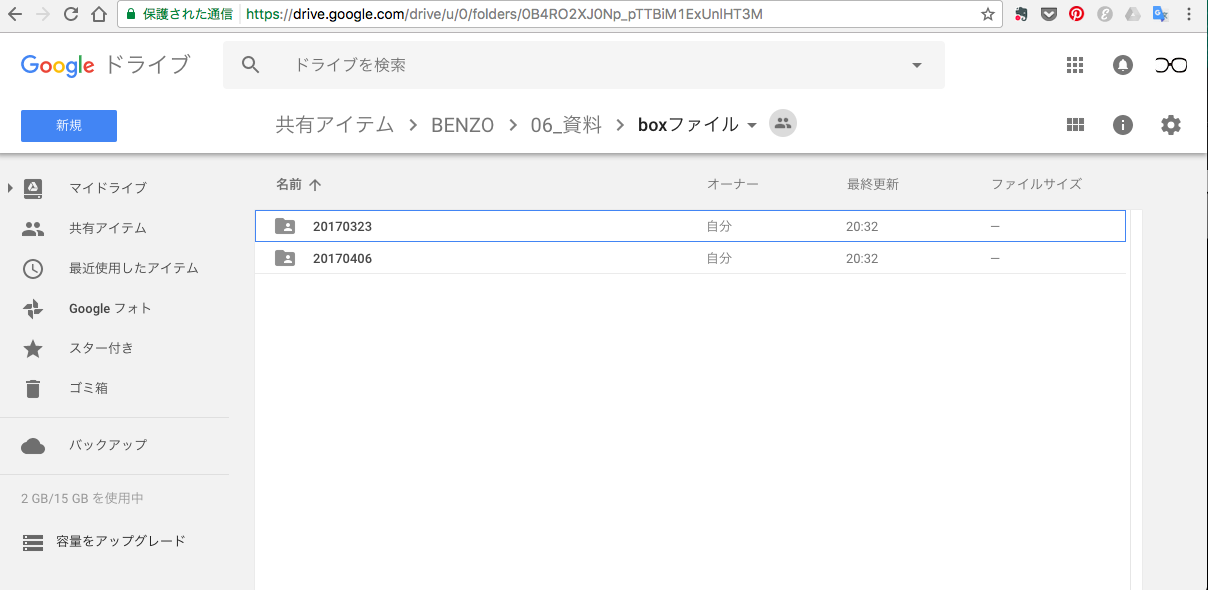 保護された通信 https://drive.google.com/drive/u/0/folders/0B4RO2XJ0Np_pTTBiM1ExUnlHT3M
Google ドライブ ドライブを検索
新規 共有アイテム > BENZO > 06_資料 > boxファイル
マイドライブ
共有アイテム
最近使用したアイテム
Google フォト
スター付き
ゴミ箱
バックアップ
2 GB/15 GB を使用中
容量をアップグレード
名前 オーナー 最終更新 ファイルサイズ
20170323 自分 20:32 —
20170406 自分 20:32 —